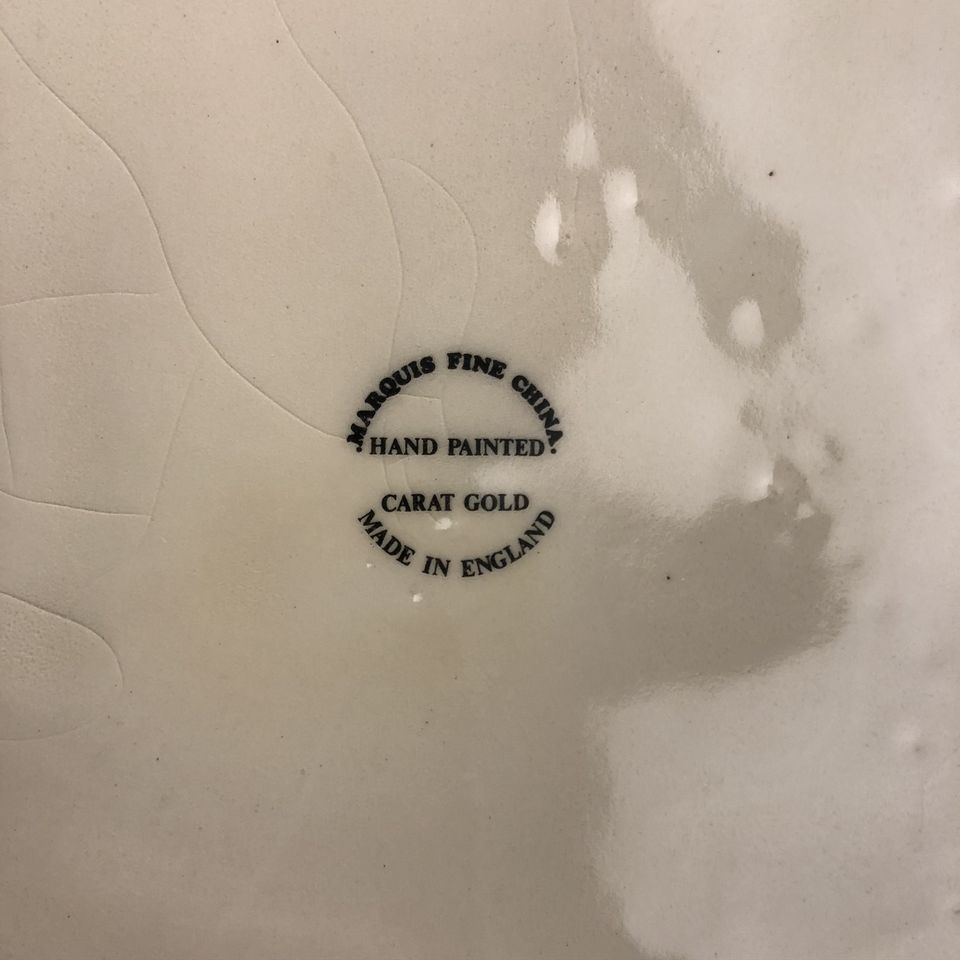 MARQUIS FINE CHINA
HAND PAINTED
CARAT GOLD
MADE IN ENGLAND